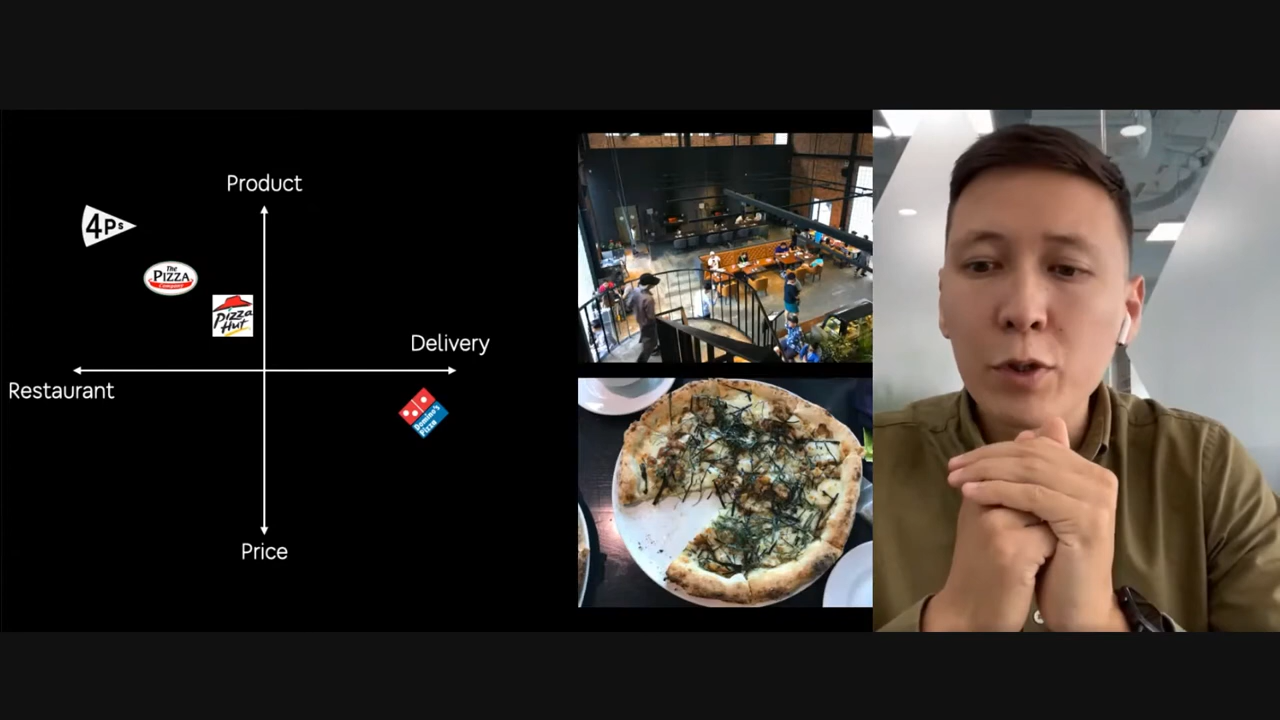 Product
4Ps
The
PIZZA
Company
Pizza
Hut
Delivery
Restaurant
Domino's
Pizza
Price